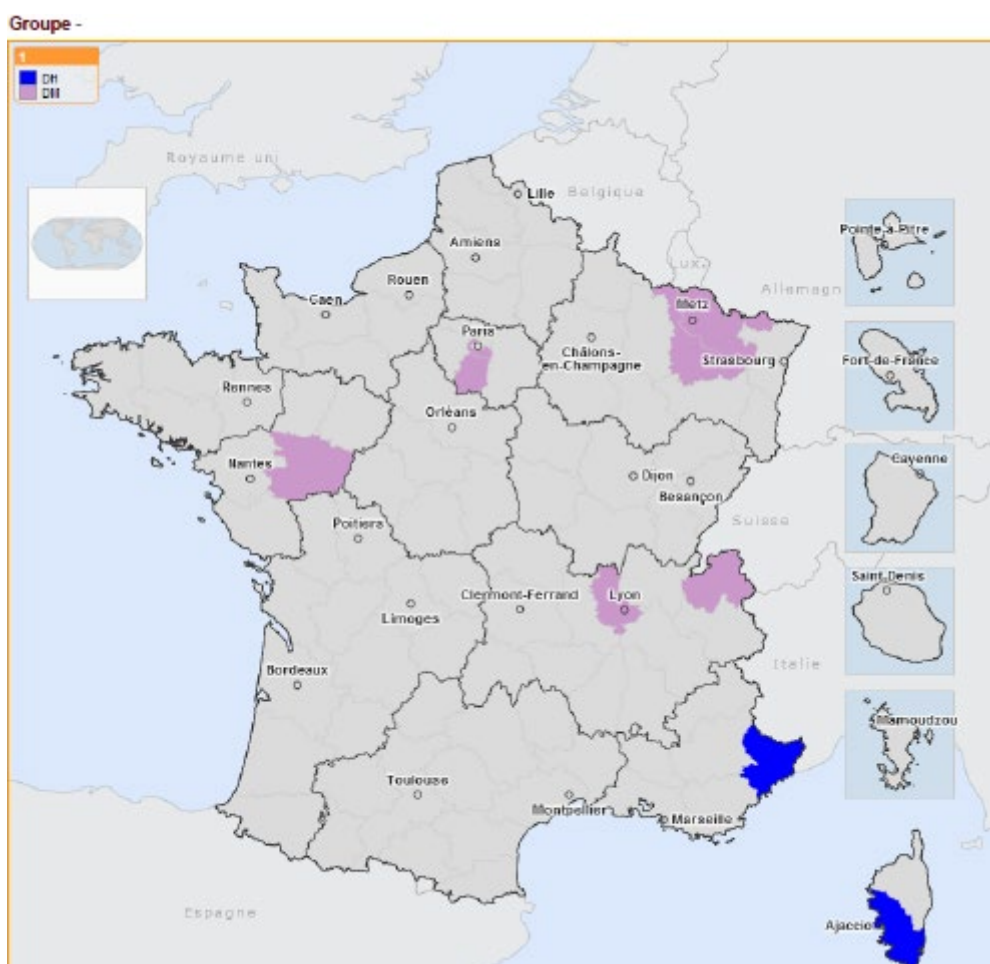 Groupe -
1
DH
DIII
Royaume uni
Lille
Belgique
Pointe-à-Pitre
Amiens
Lux.
Allemagn
Rouen
Metz
Caen
Paris
Châlons-
en-Champagne
Strasbourg
Fort-de-France
Rennes
Orléans
Nantes
Dijon
Besançon
Cayenne
Poitiers
Suisse
Saint-Denis
Clermont-Ferrand
Lyon
Limoges
Bordeaux
Italie
Mamoudzou
Toulouse
Montpellier
Marseille
Espagne
Ajaccio